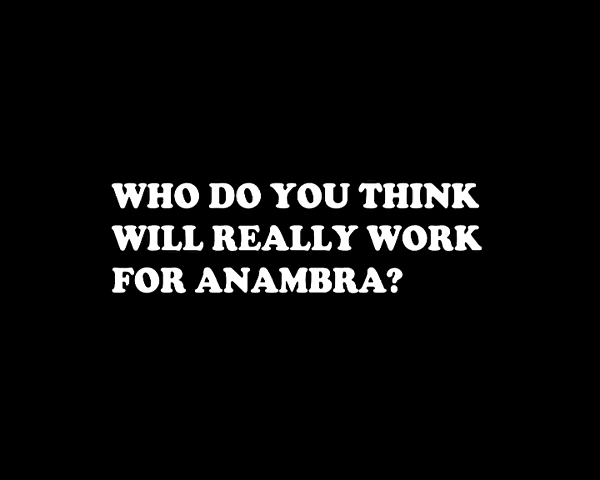 WHO DO YOU THINK
WILL REALLY WORK
FOR ANAMBRA?